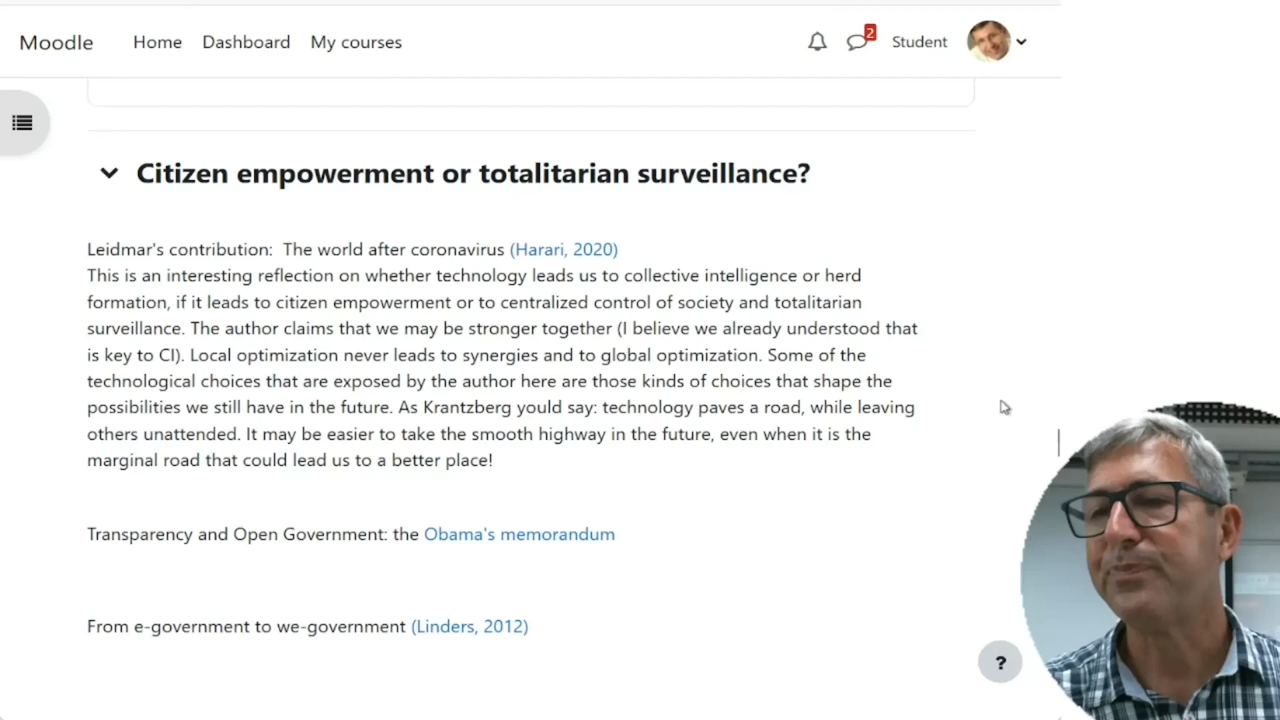 Moodle Home Dashboard My courses 2 Student
Citizen empowerment or totalitarian surveillance?
Leidmar's contribution: The world after coronavirus (Harari, 2020)
This is an interesting reflection on whether technology leads us to collective intelligence or herd
formation, if it leads to citizen empowerment or to centralized control of society and totalitarian
surveillance. The author claims that we may be stronger together (I believe we already understood that
is key to CI). Local optimization never leads to synergies and to global optimization. Some of the
technological choices that are exposed by the author here are those kinds of choices that shape the
possibilities we still have in the future. As Krantzberg yould say: technology paves a road, while leaving
others unattended. It may be easier to take the smooth highway in the future, even when it is the
marginal road that could lead us to a better place!
Transparency and Open Government: the Obama's memorandum
From e-government to we-government (Linders, 2012)
?